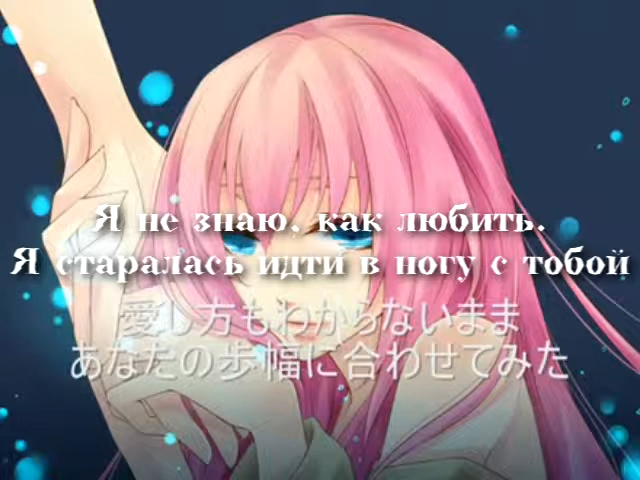 Я не знаю, как любить.
Я старалась идти в ногу с тобой
愛し方もわからないまま
あなたの歩幅に合わせてみた